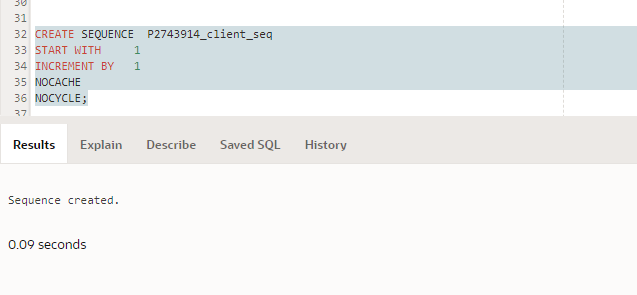 30
31
32 CREATE SEQUENCE  P2743914_client_seq
33 START WITH     1
34 INCREMENT BY   1
35 NOCACHE
36 NOCYCLE;
37
Results Explain Describe Saved SQL History
Sequence created.
0.09 seconds